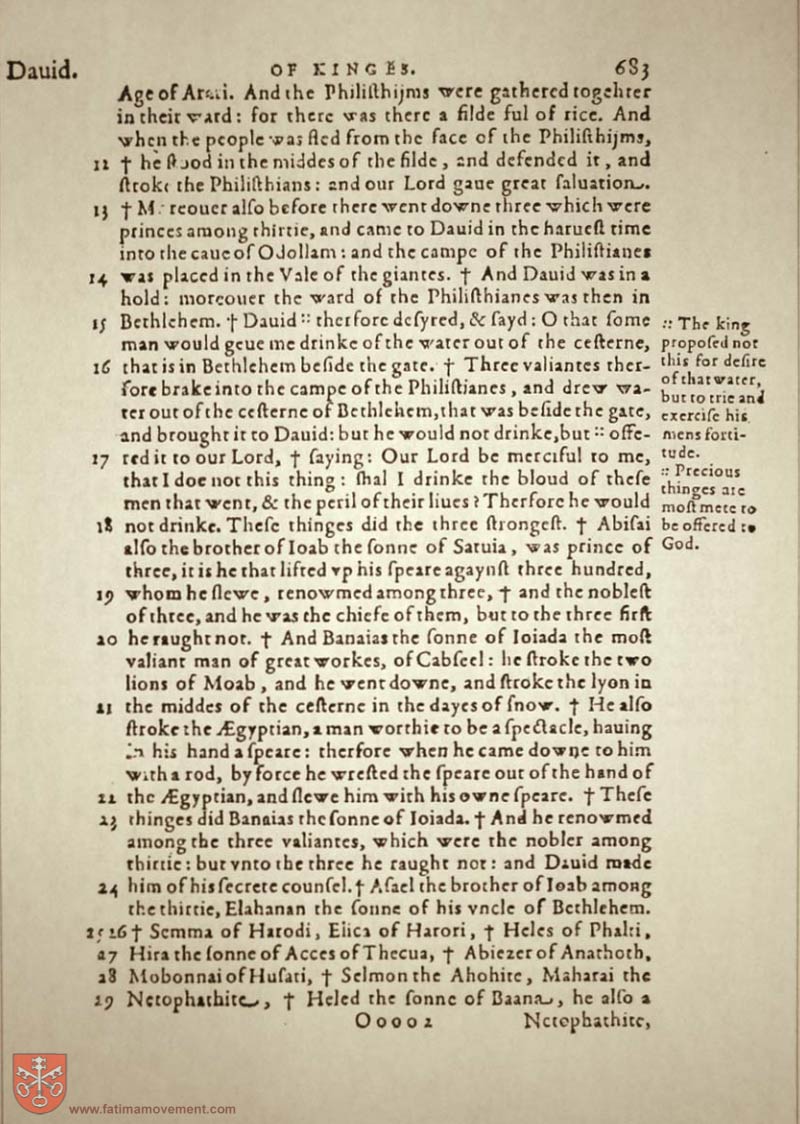 Dauid.
OF KINGES.
683
Age of Arari. And the Philiſthijms were gathered togehter
in their ward: for there was there a filde ful of rice. And
when the people was fled from the face of the Philiſthijms,
12 † he ſtood in the middes of the filde, and defended it, and
ſtroke the Philiſthians: and our Lord gaue great ſaluation.
13 † Moreouer alſo before there went downe three which were
princes among thirtie, and came to Dauid in the harueſt time
into the caue of Odollam: and the campe of the Philiſtianes
14 was placed in the Vale of the giantes. † And Dauid was in a
hold: moreouer the ward of the Philiſthianes was then in
15 Bethlehem. † Dauid :: therfore deſyred, & ſayd: O that ſome
man would geue me drinke of the water out of the ceſterne,
16 that is in Bethlehem beſide the gate. † Three valiantes ther-
fore brake into the campe of the Philiſtianes, and drew wa-
ter out of the ceſterne of Bethlehem, that was beſide the gate,
and brought it to Dauid: but he would not drinke, but :: offe-
17 red it to our Lord, † ſaying: Our Lord be merciful to me,
that I doe not this thing: ſhal I drinke the bloud of theſe
men that went, & the peril of their liues? Therfore he would
18 not drinke. Theſe thinges did the three ſtrongeſt. † Abiſai
alſo the brother of Ioab the ſonne of Saruia, was prince of
three, it is he that lifted vp his ſpeare agaynſt three hundred,
19 whom he ſlewe, renowmed among three, † and the nobleſt
of three, and he was the chiefe of them, but to the three firſt
20 he raught not. † And Banaias the ſonne of Ioiada the moſt
valiant man of great workes, of Cabſeel: he ſtroke the two
lions of Moab, and he went downe, and ſtroke the lyon in
21 the middes of the ceſterne in the dayes of ſnow. † He alſo
ſtroke the Ægyptian, a man worthie to be a ſpectacle, hauing
in his hand a ſpeare: therfore when he came downe to him
with a rod, by force he wreſted the ſpeare out of the hand of
22 the Ægyptian, and ſlewe him with his owne ſpeare. † Theſe
23 thinges did Banaias the ſonne of Ioiada. † And he renowmed
among the three valiantes, which were the nobler among
thirtie: but vnto the three he raught not: and Dauid made
24 him of his ſecrete counſel. † Aſael the brother of Ioab among
the thirtie, Elahanan the ſonne of his vncle of Bethlehem.
25 26 † Semma of Harodi, Elica of Harori, † Heles of Phalti,
27 Hira the ſonne of Acces of Thecua, † Abiezer of Anathoth,
28 Mobonnai of Huſati, † Selmon the Ahohite, Maharai the
29 Netophathite, † Heled the ſonne of Baana, he alſo a
Ooooo 2
Netophathite,
:: The king
propoſed not
this for deſire
of that water,
but to trie and
exerciſe his
mens forti-
tude.
:: Precious
thinges are
moſt mete to
be offered to
God.
www.fatimamovement.com